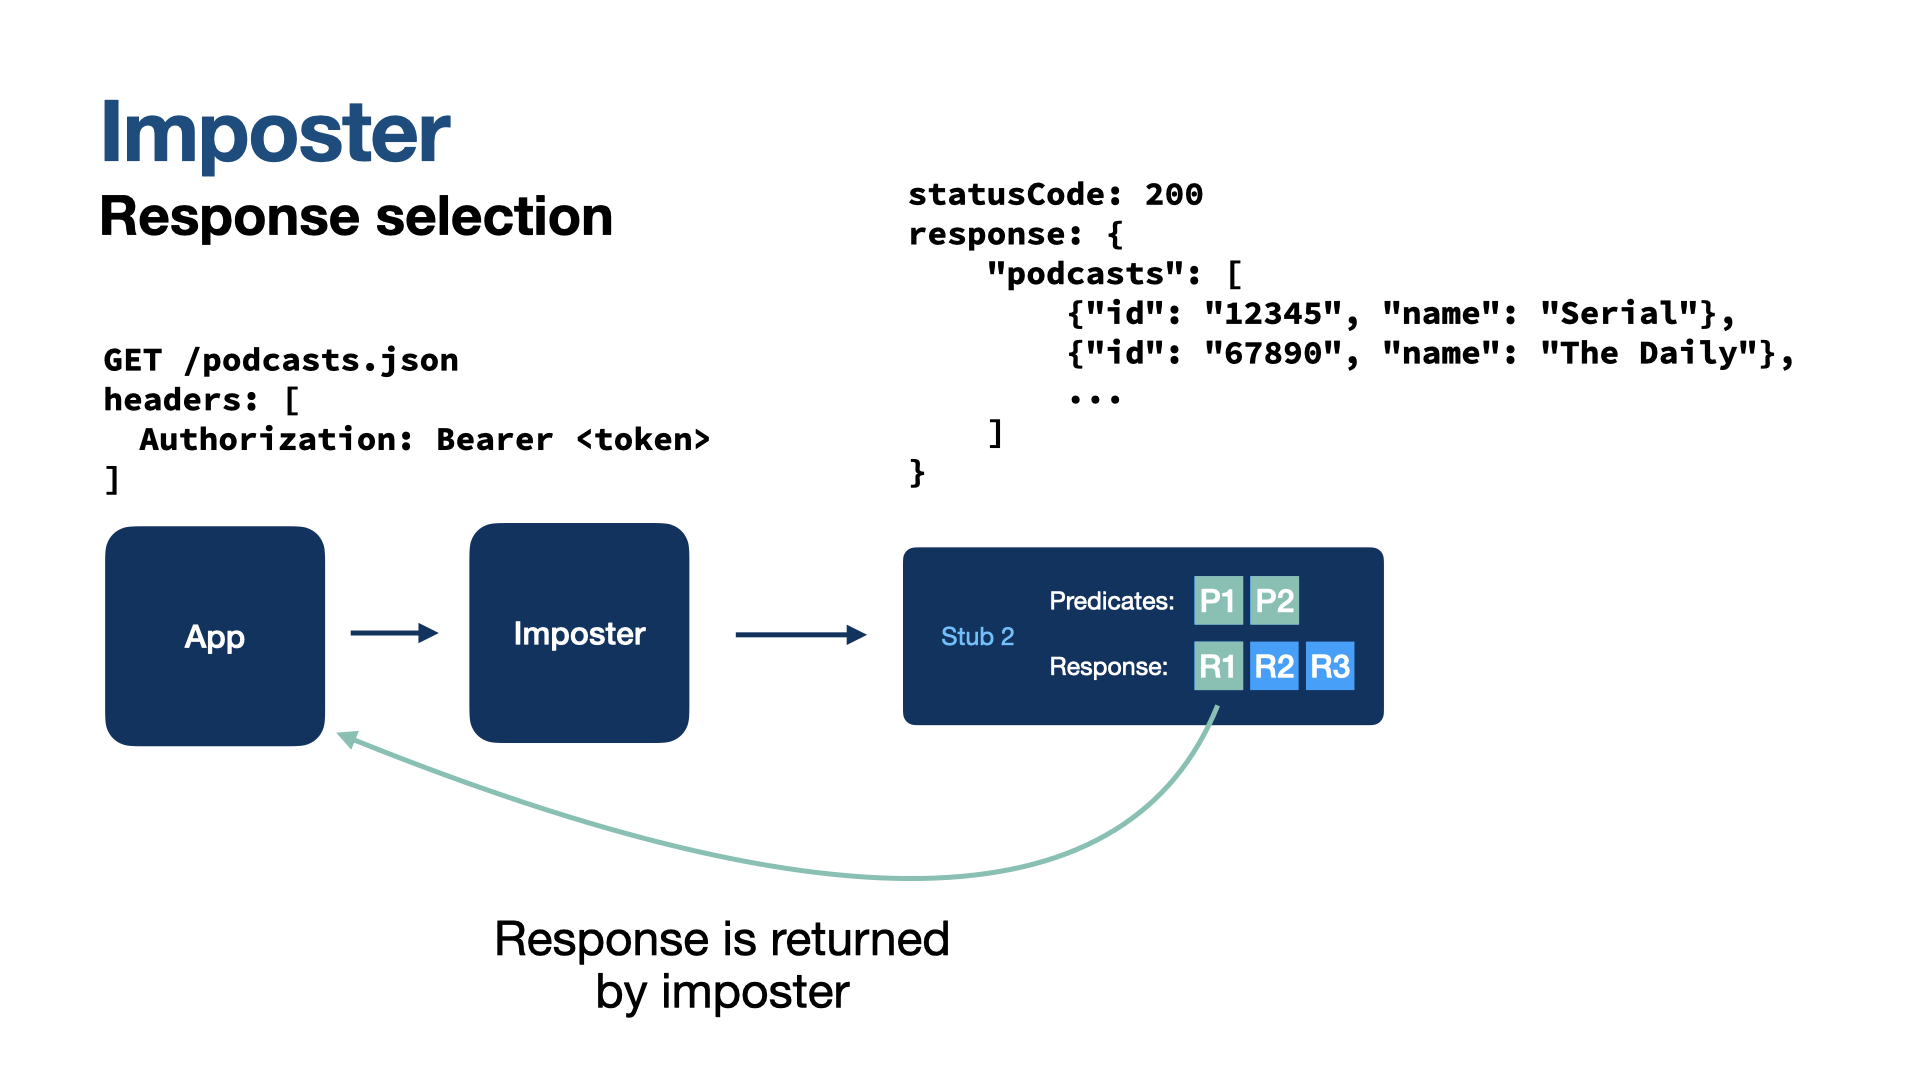 Imposter
Response selection
GET /podcasts.json
headers: [
  Authorization: Bearer <token>
]
statusCode: 200
response: {
    "podcasts": [
        {"id": "12345", "name": "Serial"},
        {"id": "67890", "name": "The Daily"},
        ...
    ]
}
App
Imposter
Stub 2
Predicates: P1 P2
Response: R1 R2 R3
Response is returned
by imposter